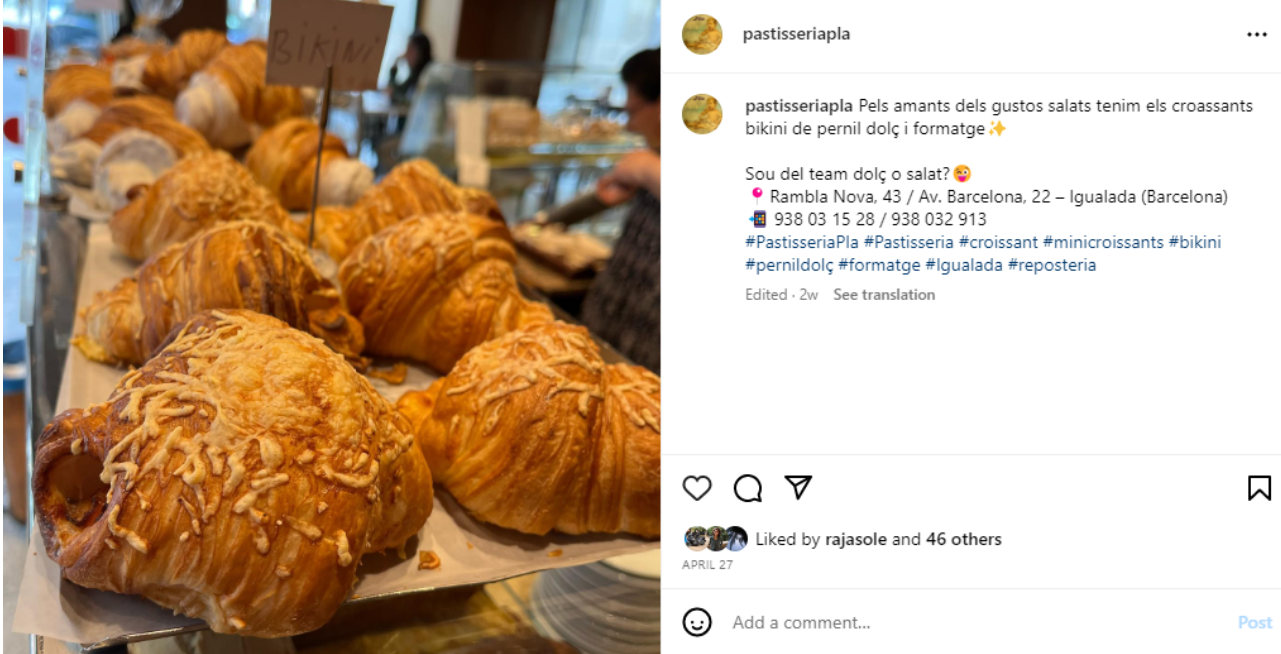 BIKINI
pastisseriapla
pastisseriapla Pels amants dels gustos salats tenim els croassants
bikini de pernil dolç i formatge✨
Sou del team dolç o salat?😜
📍 Rambla Nova, 43 / Av. Barcelona, 22 – Igualada (Barcelona)
📲 938 03 15 28 / 938 032 913
#PastisseriaPla #Pastisseria #croissant #minicroissants #bikini
#pernildolç #formatge #Igualada #reposteria
Edited · 2w See translation
Liked by rajasole and 46 others
APRIL 27
Add a comment...
Post